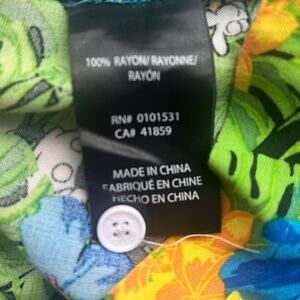 100% RAYON/RAYONNE/
RAYÓN
RN# 0101531
CA# 41859
MADE IN CHINA
FABRIQUÉ EN CHINE
HECHO EN CHINA